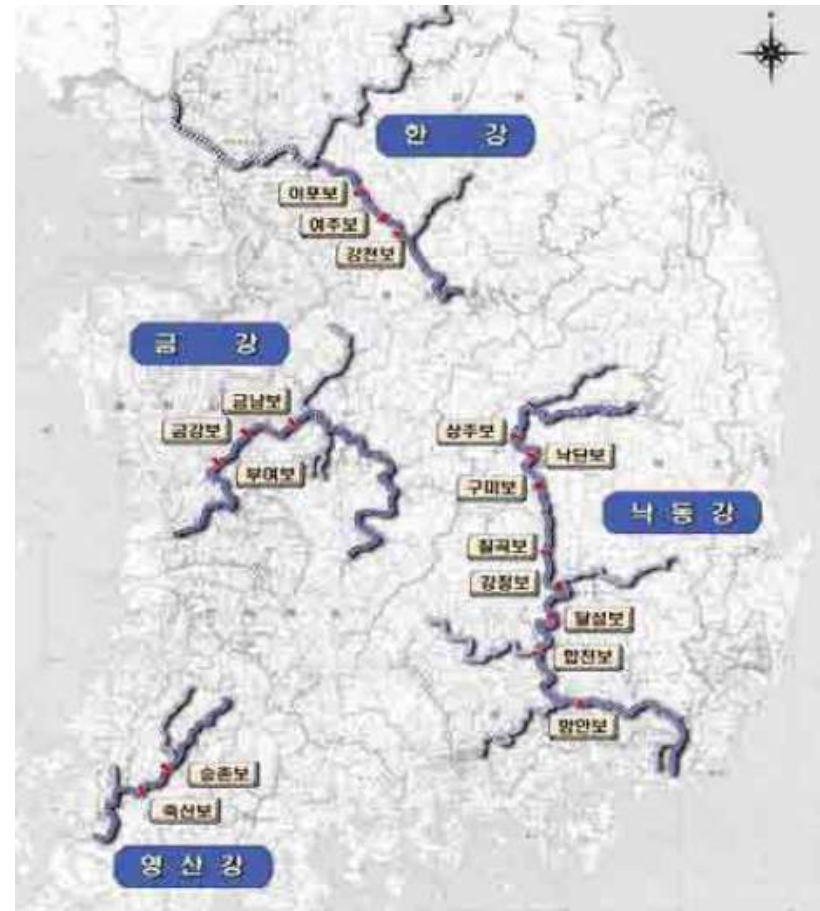 한 강
이포보
여주보
강천보
금 강
금남보
금강보
부여보
상주보
낙단보
구미보
낙 동 강
칠곡보
강정보
달성보
합천보
함안보
승촌보
죽산보
영 산 강